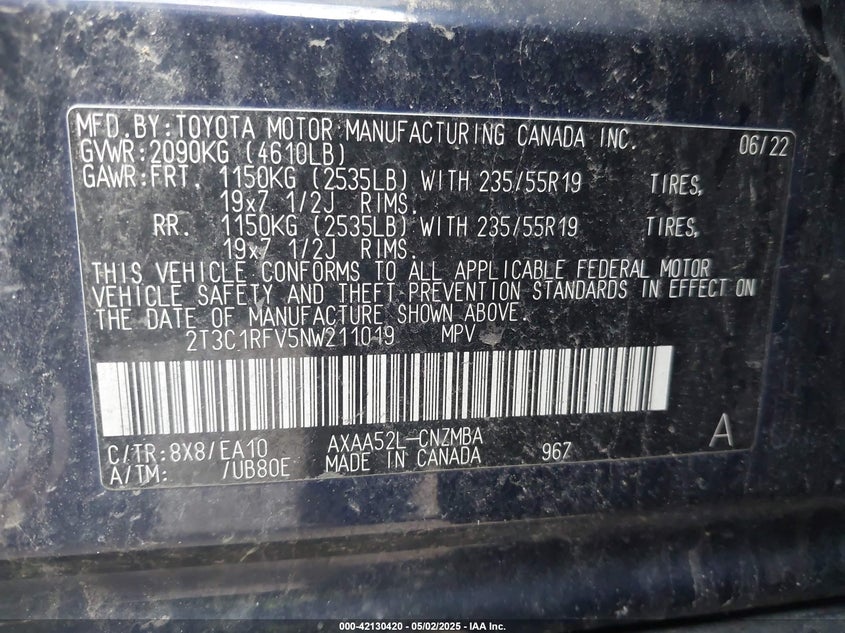 MFD.BY:TOYOTA MOTOR MANUFACTURING CANADA INC. 06/22
GVWR:2090KG (4610LB)
GAWR:FRT. 1150KG (2535LB) WITH 235/55R19 TIRES,
19x7 1/2J RIMS.
RR. 1150KG (2535LB) WITH 235/55R19 TIRES,
19x7 1/2J RIMS.
THIS VEHICLE CONFORMS TO ALL APPLICABLE FEDERAL MOTOR
VEHICLE SAFETY AND THEFT PREVENTION STANDARDS IN EFFECT ON
THE DATE OF MANUFACTURE SHOWN ABOVE.
2T3C1RFV5NW211019 MPV
C/TR:8X8/EA10 AXAA52L-CNZMBA A
A/TM: /UB80E MADE IN CANADA 96Z
000-42130420 - 05/02/2025 - IAA Inc.